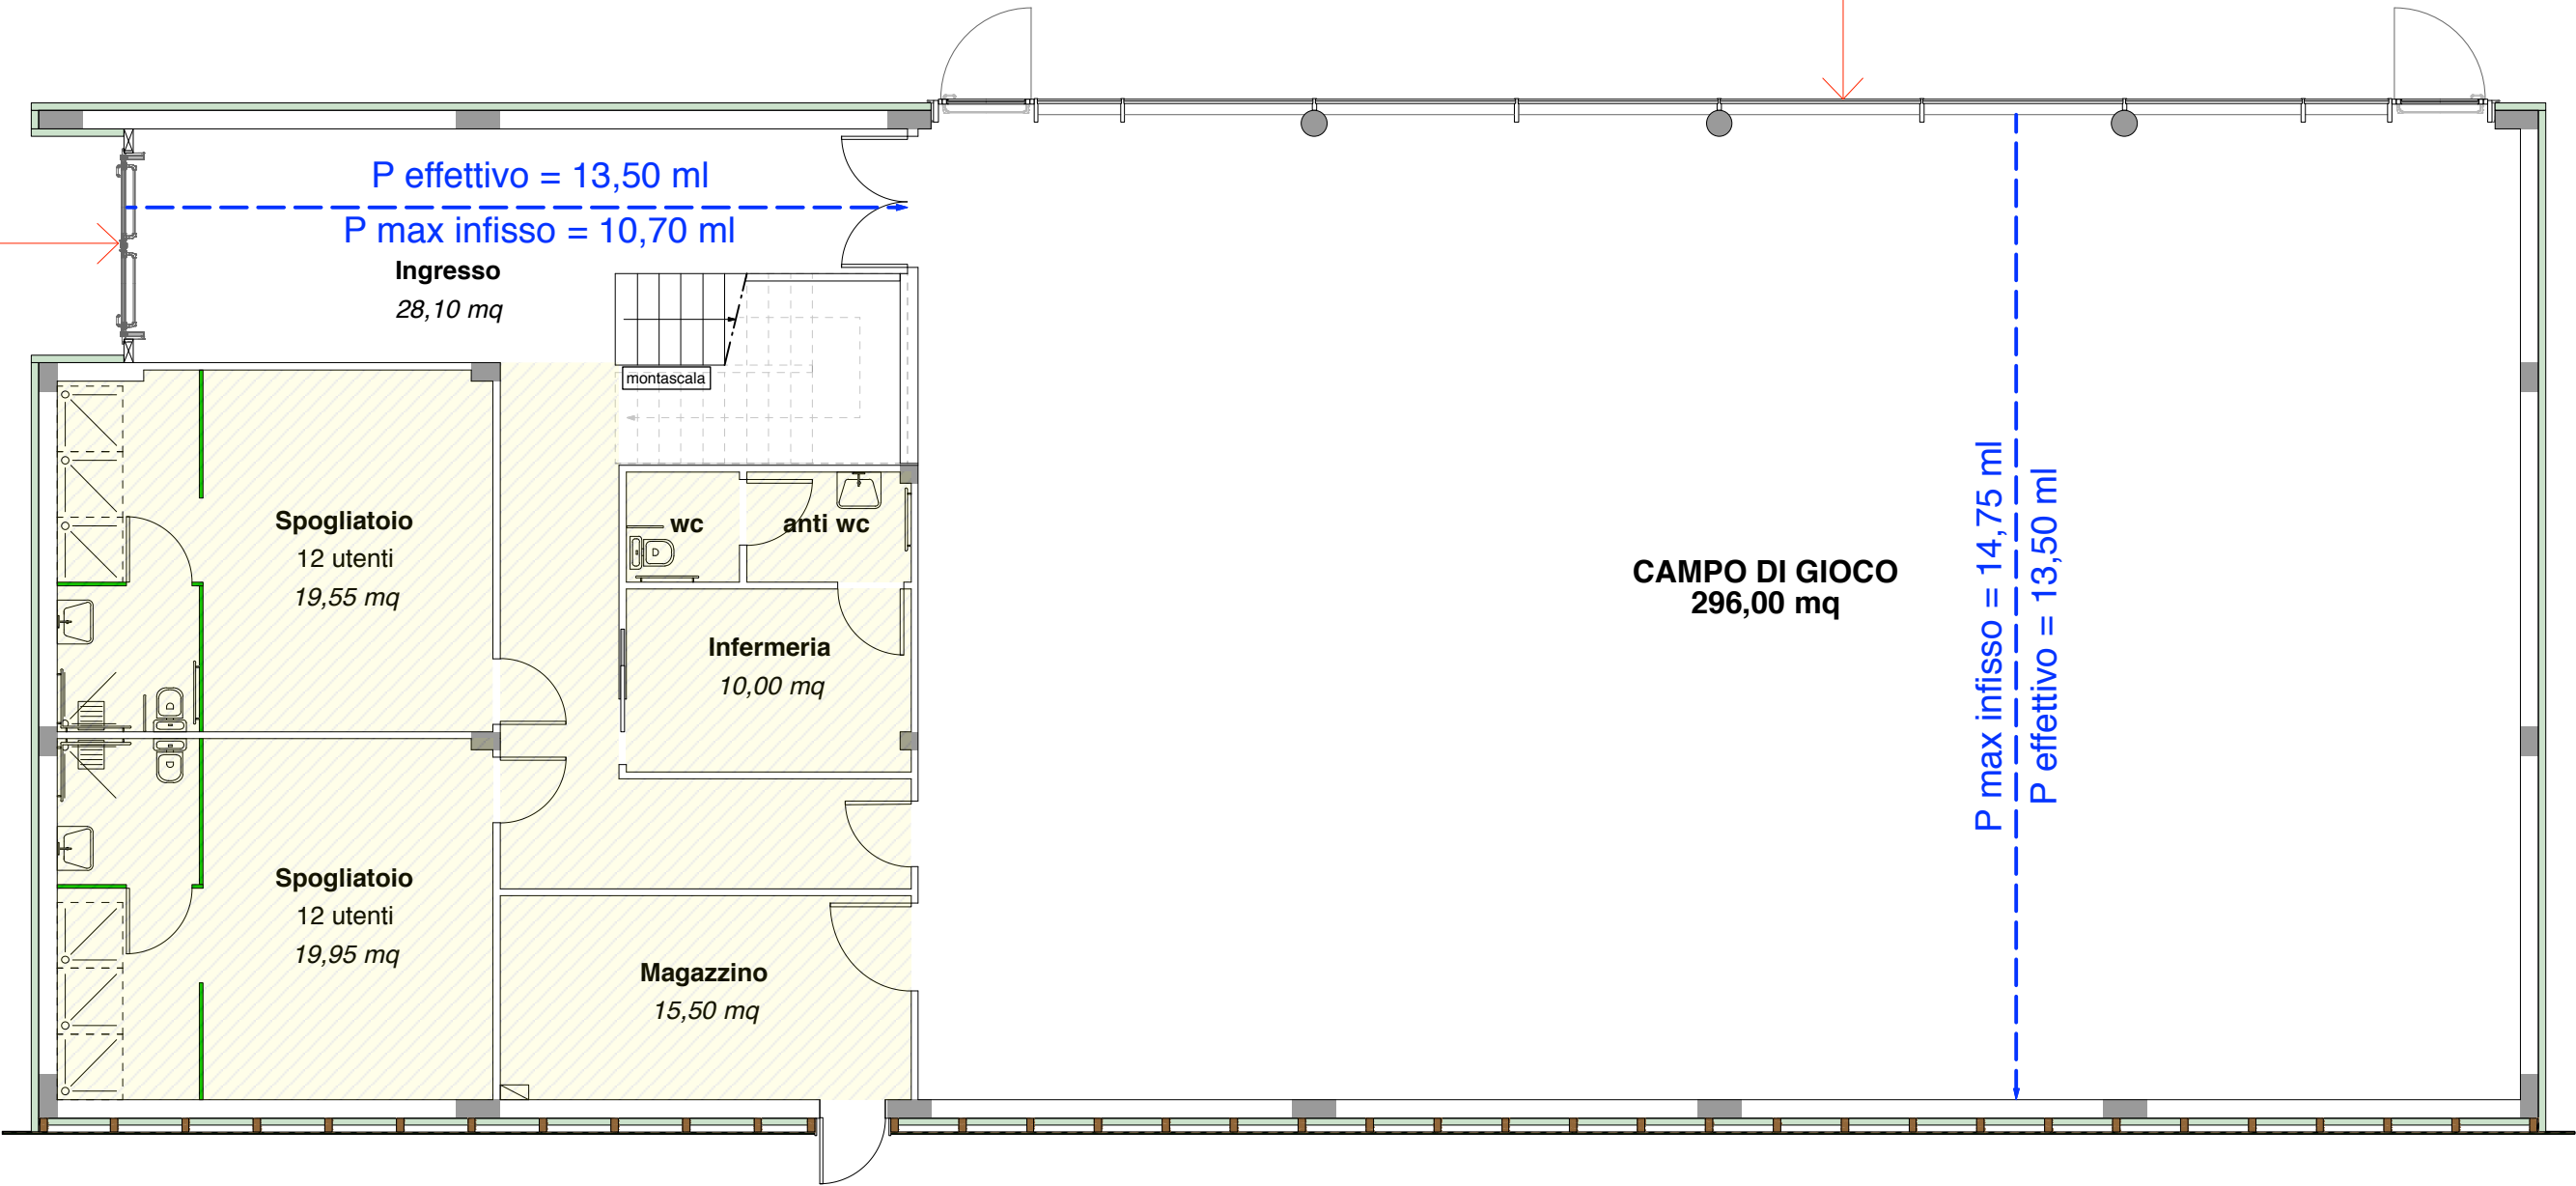 P effettivo = 13,50 ml
P max infisso = 10,70 ml
Ingresso
28,10 mq
montascala
Spogliatoio
12 utenti
19,55 mq
wc
anti wc
Infermeria
10,00 mq
Spogliatoio
12 utenti
19,95 mq
Magazzino
15,50 mq
CAMPO DI GIOCO
296,00 mq
P max infisso = 14,75 ml
P effettivo = 13,50 ml